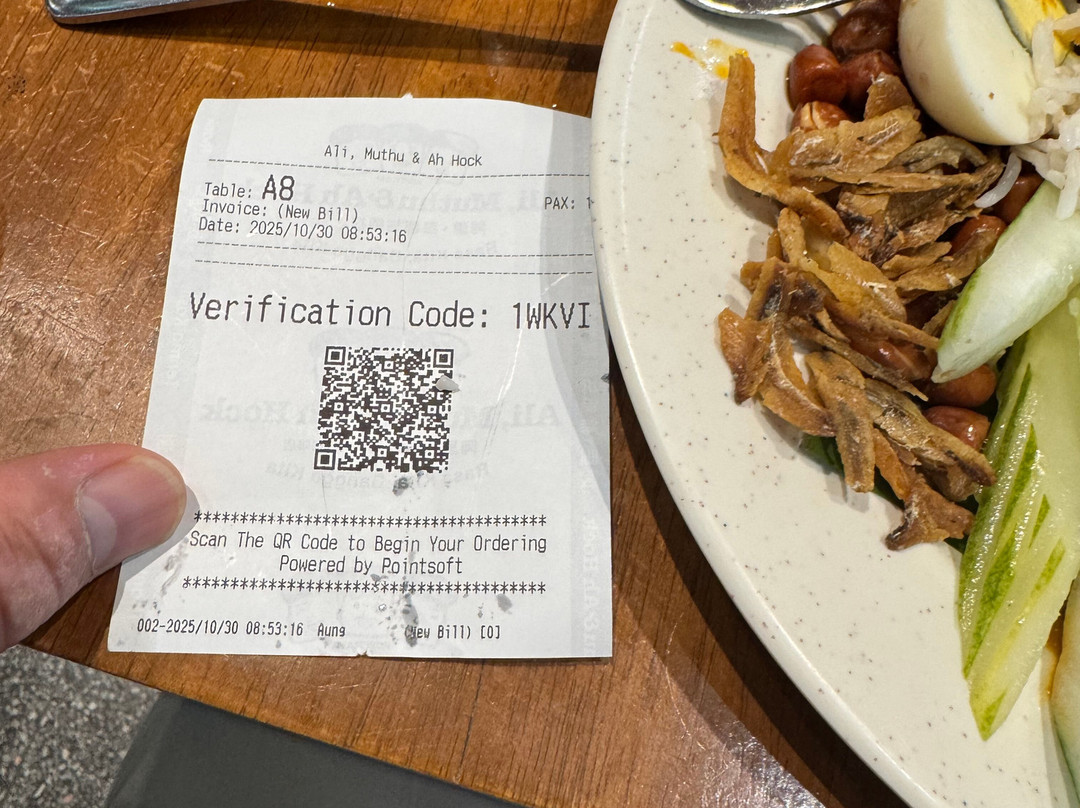 Ali, Muthu & Ah Hock
Table: A8
PAX: 1
Invoice: (New Bill)
Date: 2025/10/30 08:53:16
Verification Code: 1WKVI
*************************************
Scan The QR Code to Begin Your Ordering
Powered by Pointsoft
*************************************
002-2025/10/30 08:53:16 Aung (New Bill) [0]